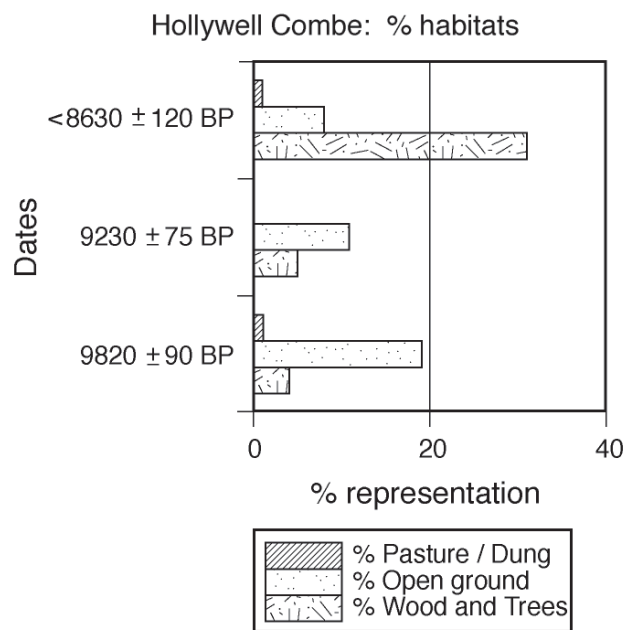 Hollywell Combe: % habitats
<8630 ± 120 BP
9230 ± 75 BP
9820 ± 90 BP
Dates
0 20 40
% representation
% Pasture / Dung
% Open ground
% Wood and Trees